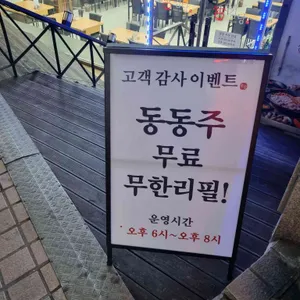 고객 감사 이벤트
동동주
무료
무한리필!
운영시간
오후 6시~오후 8시